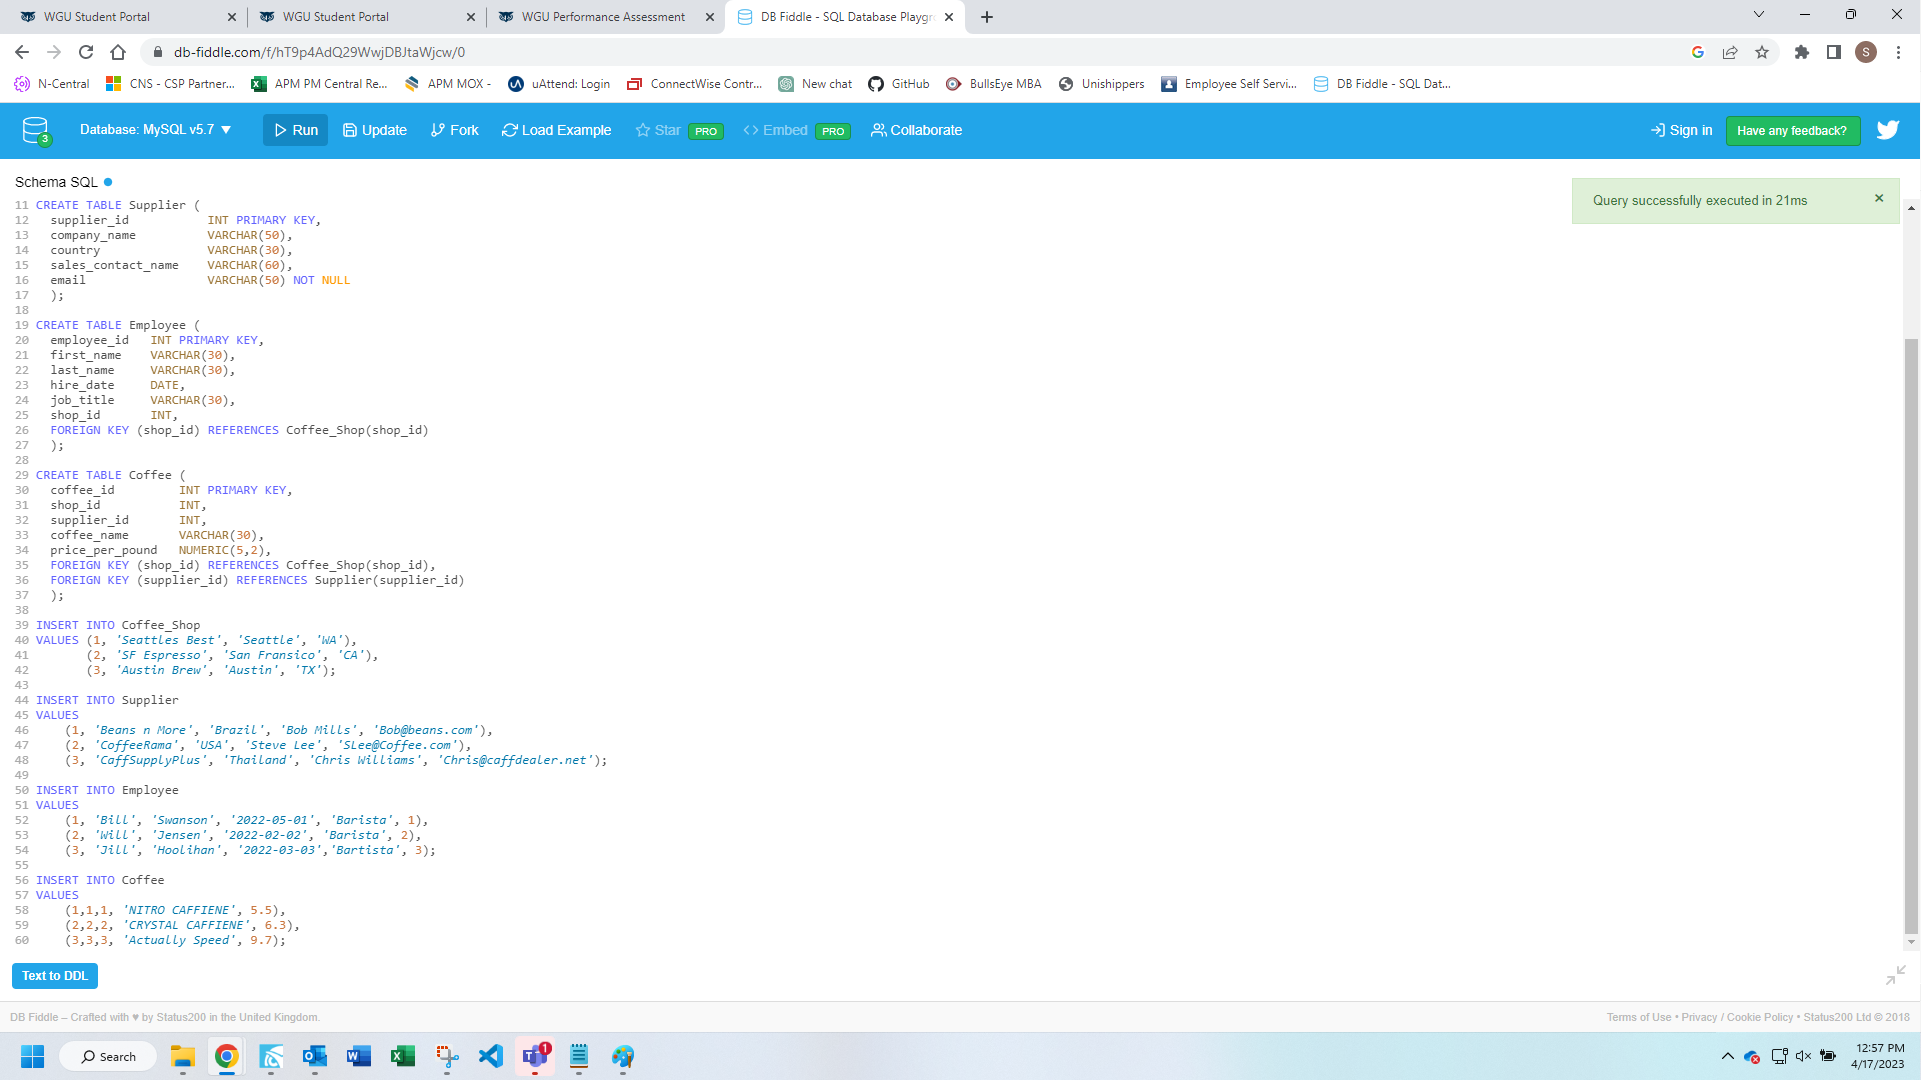 WGU Student Portal
WGU Student Portal
WGU Performance Assessment
DB Fiddle - SQL Database Playgr
db-fiddle.com/f/hT9p4AdQ29WwjDBJtaWjcw/0
S
N-Central
CNS - CSP Partner...
APM PM Central Re...
APM MOX -
uAttend: Login
ConnectWise Contr...
New chat
GitHub
BullsEye MBA
Unishippers
Employee Self Servi...
DB Fiddle - SQL Dat...
3
Database: MySQL v5.7
Run
Update
Fork
Load Example
Star PRO
Embed PRO
Collaborate
Sign in
Have any feedback?
Schema SQL
Query successfully executed in 21ms
11 CREATE TABLE Supplier (
12 supplier_id INT PRIMARY KEY,
13 company_name VARCHAR(50),
14 country VARCHAR(30),
15 sales_contact_name VARCHAR(60),
16 email VARCHAR(50) NOT NULL
17 );
18
19 CREATE TABLE Employee (
20 employee_id INT PRIMARY KEY,
21 first_name VARCHAR(30),
22 last_name VARCHAR(30),
23 hire_date DATE,
24 job_title VARCHAR(30),
25 shop_id INT,
26 FOREIGN KEY (shop_id) REFERENCES Coffee_Shop(shop_id)
27 );
28
29 CREATE TABLE Coffee (
30 coffee_id INT PRIMARY KEY,
31 shop_id INT,
32 supplier_id INT,
33 coffee_name VARCHAR(30),
34 price_per_pound NUMERIC(5,2),
35 FOREIGN KEY (shop_id) REFERENCES Coffee_Shop(shop_id),
36 FOREIGN KEY (supplier_id) REFERENCES Supplier(supplier_id)
37 );
38
39 INSERT INTO Coffee_Shop
40 VALUES (1, 'Seattles Best', 'Seattle', 'WA'),
41 (2, 'SF Espresso', 'San Fransico', 'CA'),
42 (3, 'Austin Brew', 'Austin', 'TX');
43
44 INSERT INTO Supplier
45 VALUES
46 (1, 'Beans n More', 'Brazil', 'Bob Mills', 'Bob@beans.com'),
47 (2, 'CoffeeRama', 'USA', 'Steve Lee', 'SLee@Coffee.com'),
48 (3, 'CaffSupplyPlus', 'Thailand', 'Chris Williams', 'Chris@caffdealer.net');
49
50 INSERT INTO Employee
51 VALUES
52 (1, 'Bill', 'Swanson', '2022-05-01', 'Barista', 1),
53 (2, 'Will', 'Jensen', '2022-02-02', 'Barista', 2),
54 (3, 'Jill', 'Hoolihan', '2022-03-03','Bartista', 3);
55
56 INSERT INTO Coffee
57 VALUES
58 (1,1,1, 'NITRO CAFFIENE', 5.5),
59 (2,2,2, 'CRYSTAL CAFFIENE', 6.3),
60 (3,3,3, 'Actually Speed', 9.7);
Text to DDL
DB Fiddle – Crafted with ♥ by Status200 in the United Kingdom.
Terms of Use • Privacy / Cookie Policy • Status200 Ltd © 2018
Search
1
12:57 PM
4/17/2023